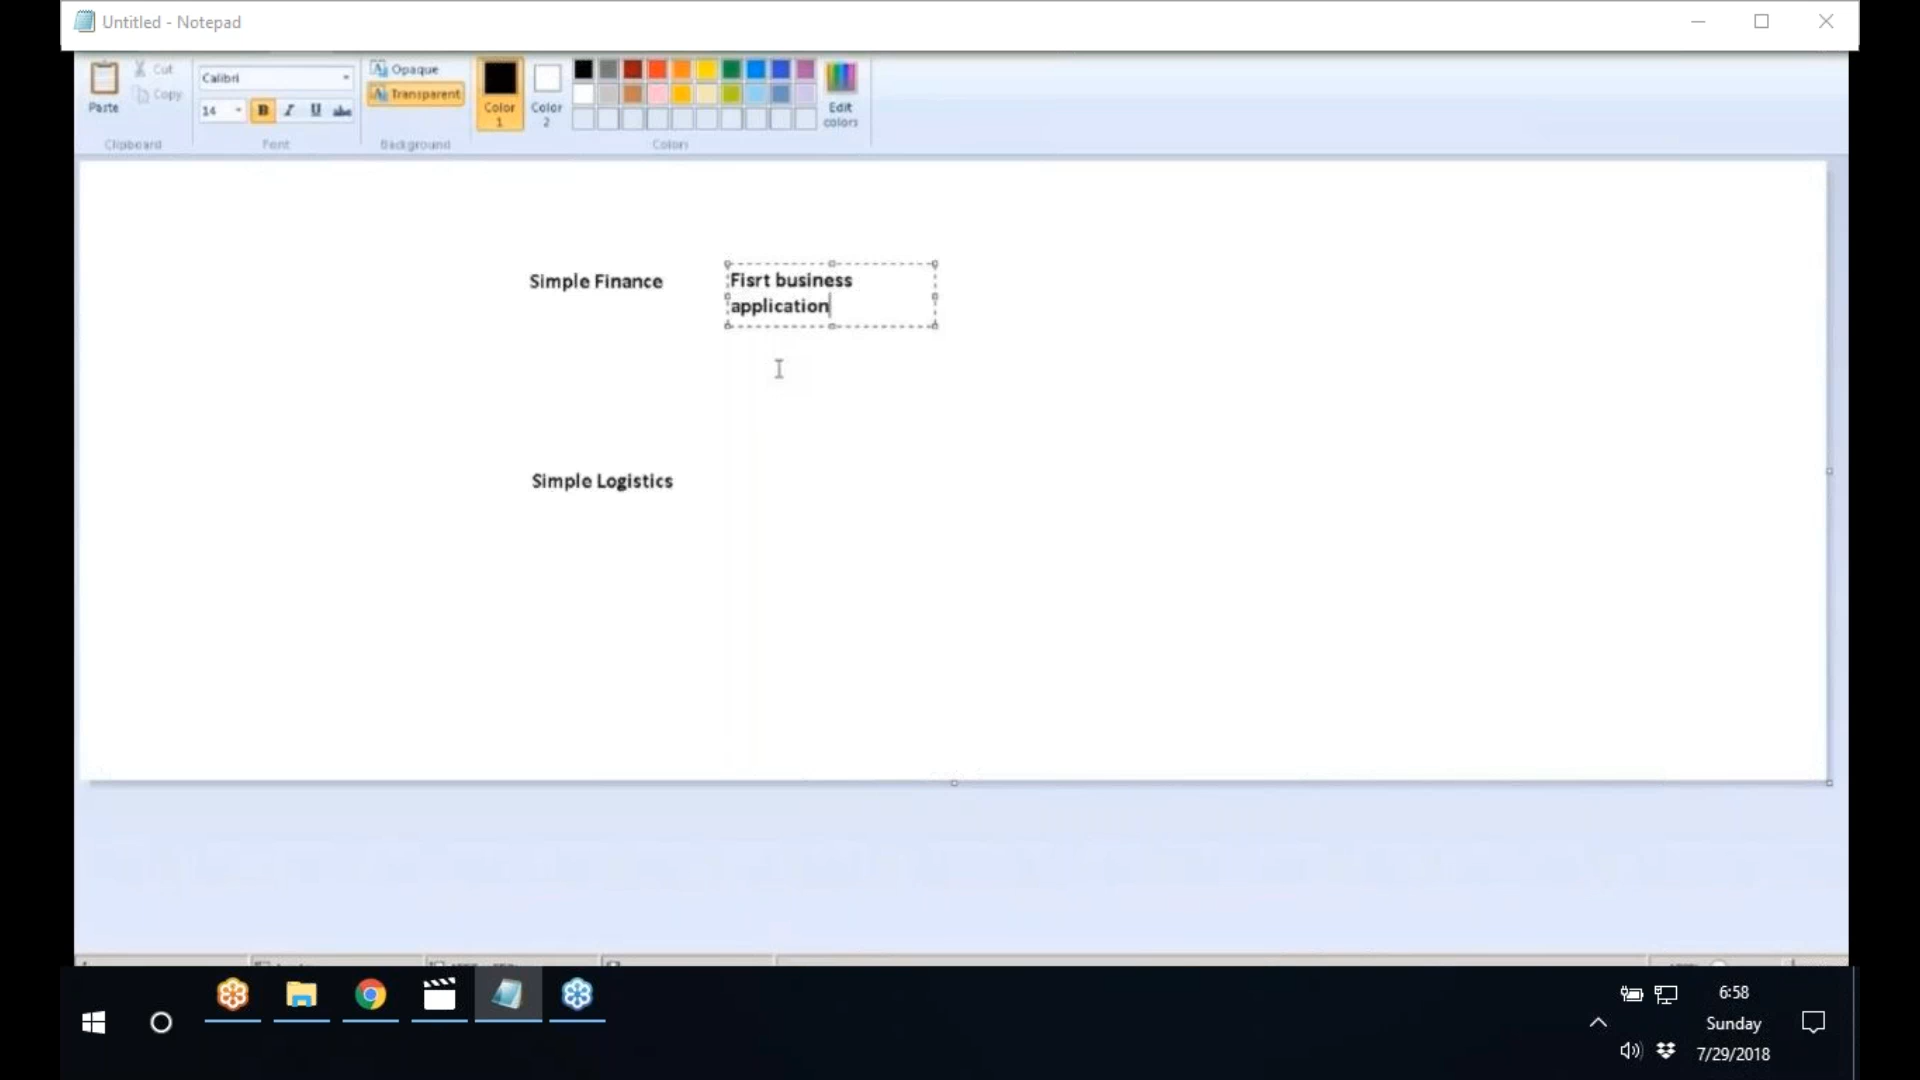 Untitled - Notepad
Paste
Cut
Copy
Clipboard
Calibri
14
B I U abc
Font
Opaque
Transparent
Background
Color 1
Color 2
Edit colors
Colors
Simple Finance
Fisrt business
application
Simple Logistics
6:58
Sunday
7/29/2018